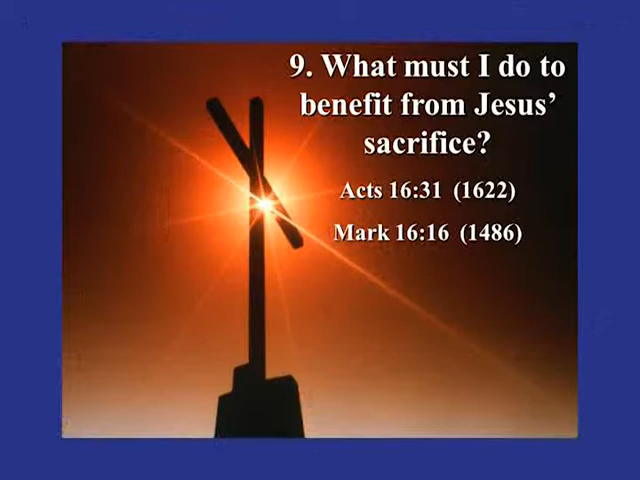 9. What must I do to
benefit from Jesus’
sacrifice?
Acts 16:31 (1622)
Mark 16:16 (1486)